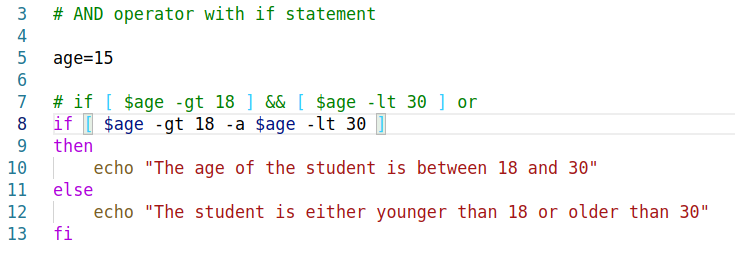 3 # AND operator with if statement
4
5 age=15
6
7 # if [ $age -gt 18 ] && [ $age -lt 30 ] or
8 if [ $age -gt 18 -a $age -lt 30 ]
9 then
10     echo "The age of the student is between 18 and 30"
11 else
12     echo "The student is either younger than 18 or older than 30"
13 fi